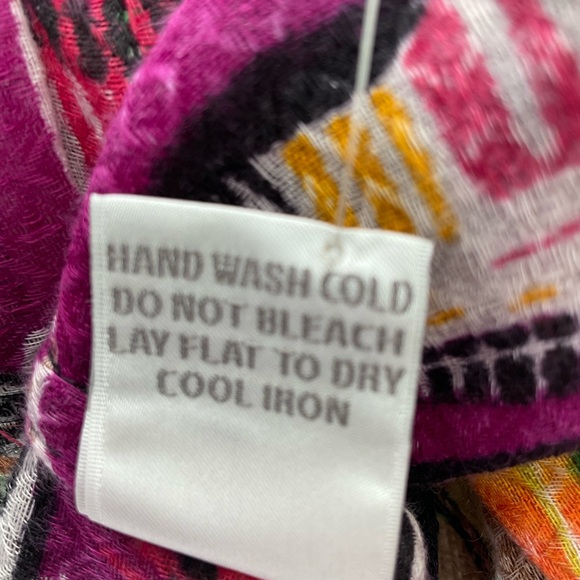 HAND WASH COLD
DO NOT BLEACH
LAY FLAT TO DRY
COOL IRON